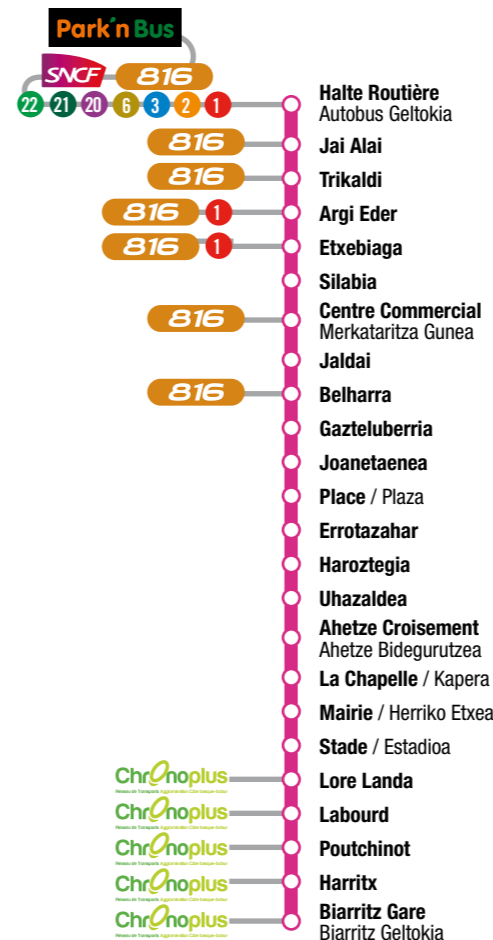 Park'n Bus
SNCF 816
22 21 20 6 3 2 1 Halte Routière
Autobus Geltokia
816 Jai Alai
816 Trikaldi
816 1 Argi Eder
816 1 Etxebiaga
Silabia
816 Centre Commercial
Merkataritza Gunea
Jaldai
816 Belharra
Gazteluberria
Joanetaenea
Place / Plaza
Errotazahar
Haroztegia
Uhazaldea
Ahetze Croisement
Ahetze Bidegurutzea
La Chapelle / Kapera
Mairie / Herriko Etxea
Stade / Estadioa
Chronoplus Lore Landa
Chronoplus Labourd
Chronoplus Poutchinot
Chronoplus Harritx
Chronoplus Biarritz Gare
Biarritz Geltokia